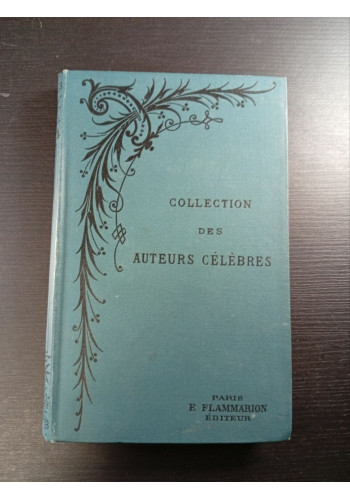 COLLECTION
DES
AUTEURS CÉLÈBRES
PARIS
E. FLAMMARION
ÉDITEUR